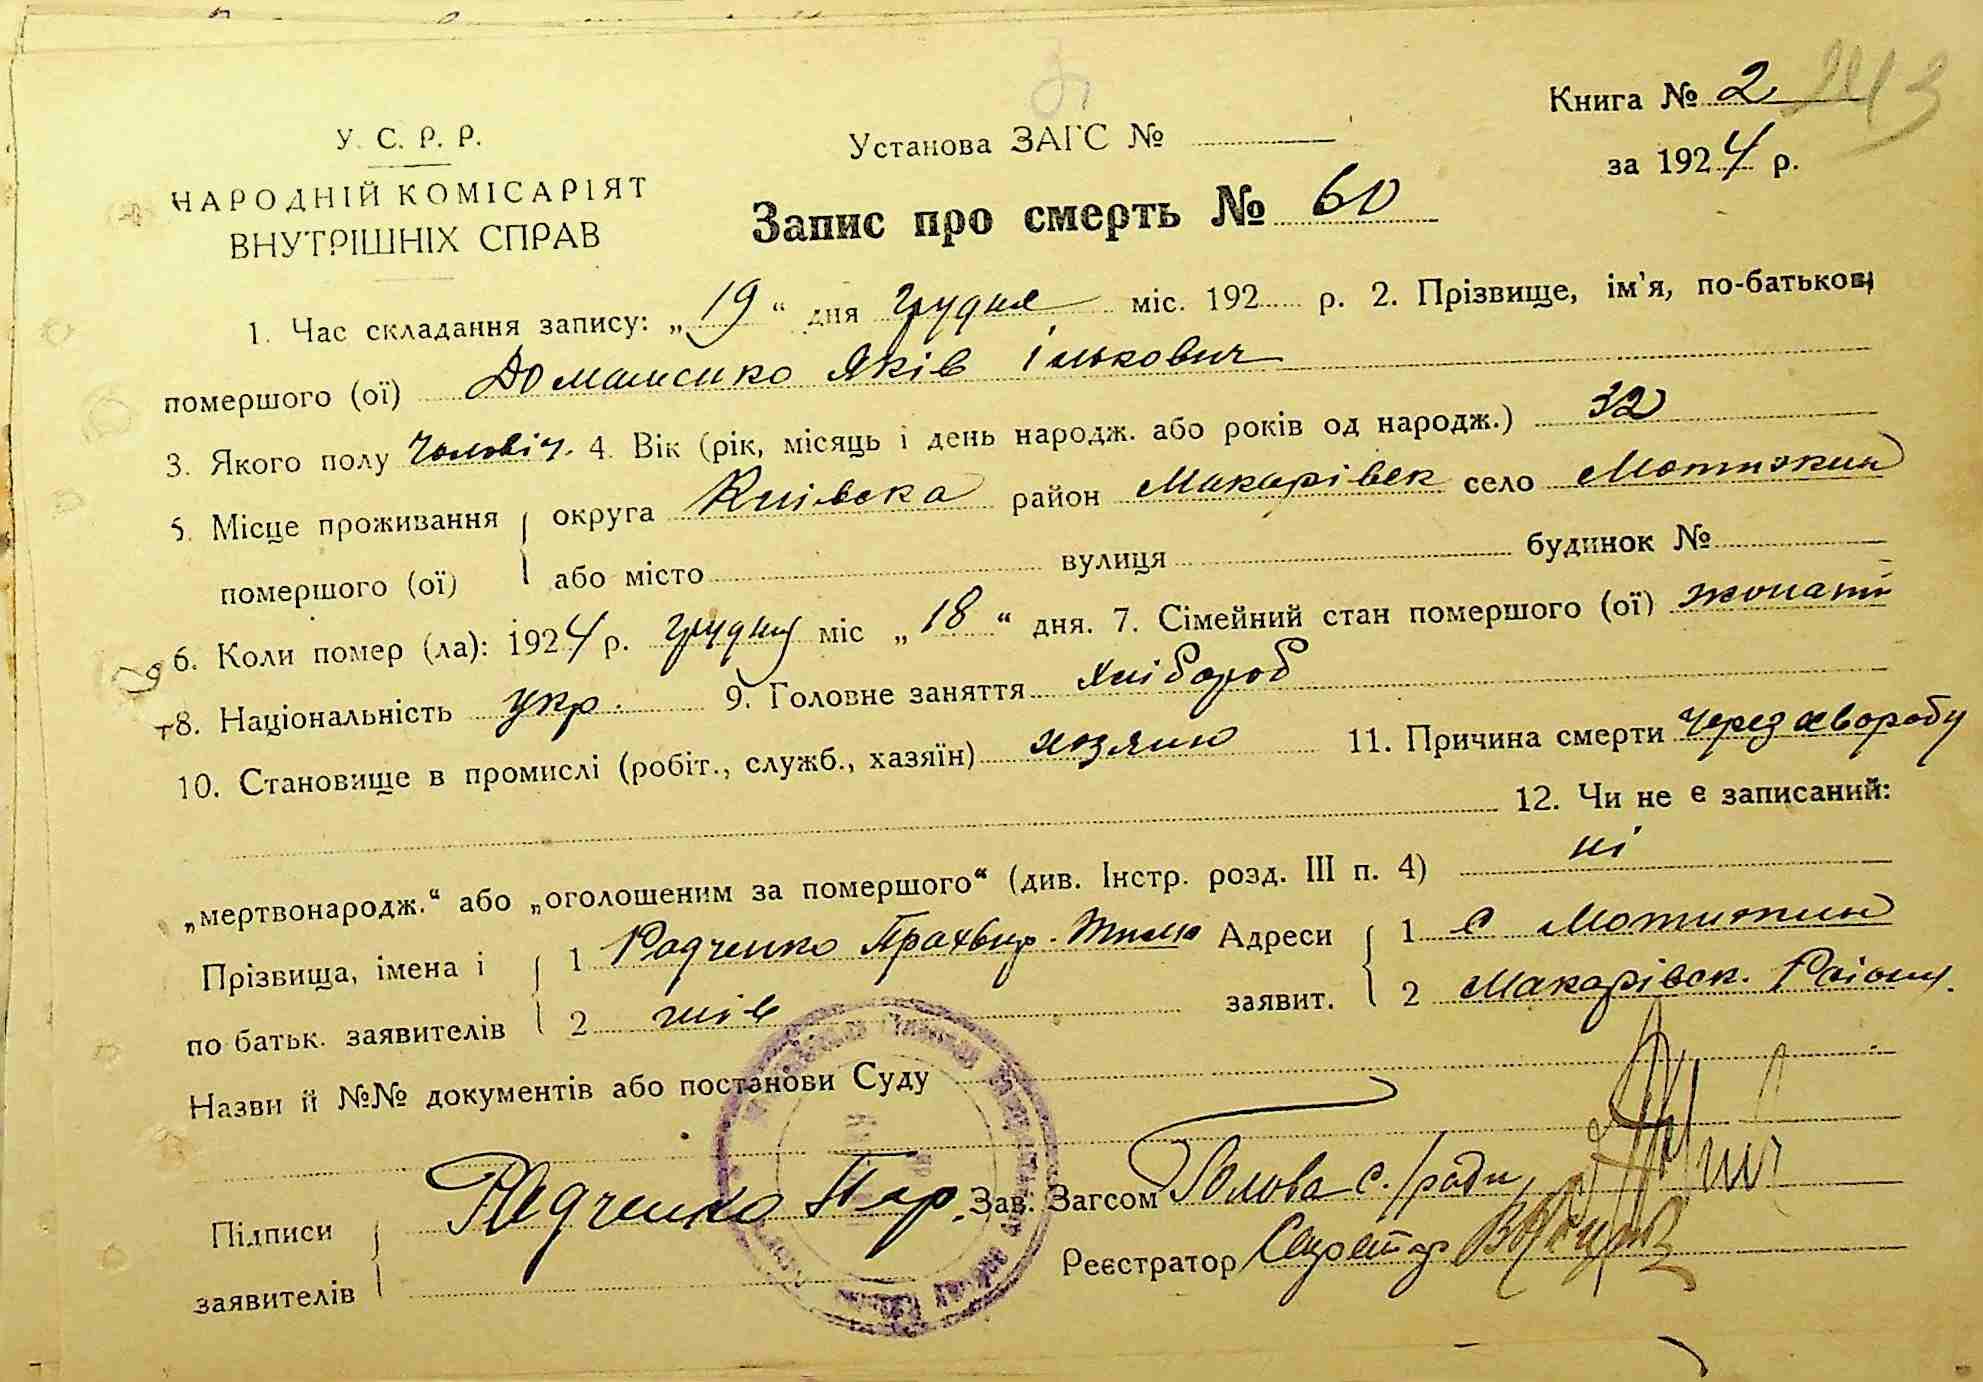 Книга № 2 243
У. С. Р. Р.
Установа ЗАГС №
за 1924 р.
НАРОДНІЙ КОМІСАРІЯТ
ВНУТРІШНІХ СПРАВ
Запис про смерть № 60
1. Час складання запису: „19“ дня грудня міс. 192 р. 2. Прізвище, ім'я, по-батькові
помершого (ої) Яків Ількович
3. Якого полу чоловіч. 4. Вік (рік, місяць і день народж. або років од народж.) 32
5. Місце проживання округа Київска район Макарівск село Мотижин
помершого (ої) або місто вулиця будинок №
6. Коли помер (ла): 1924 р. грудня міс „18“ дня. 7. Сімейний стан помершого (ої) жонатий
8. Національність укр. 9. Головне заняття хлібороб
10. Становище в промислі (робіт., служб., хазяїн) хозяин 11. Причина смерти через хворобу
12. Чи не є записаний:
„мертвонародж.“ або „оголошеним за помершого“ (див. Інстр. розд. III п. 4) ні
Прізвища, імена і 1 Радченко Адреси 1 с Мотижин
по батьк. заявителів 2 заявит. 2 Макарівск. Району.
Назви й №№ документів або постанови Суду
Підписи Радченко Пар. Зав. Загсом Голова с./ради
заявителів Реєстратор Секретар